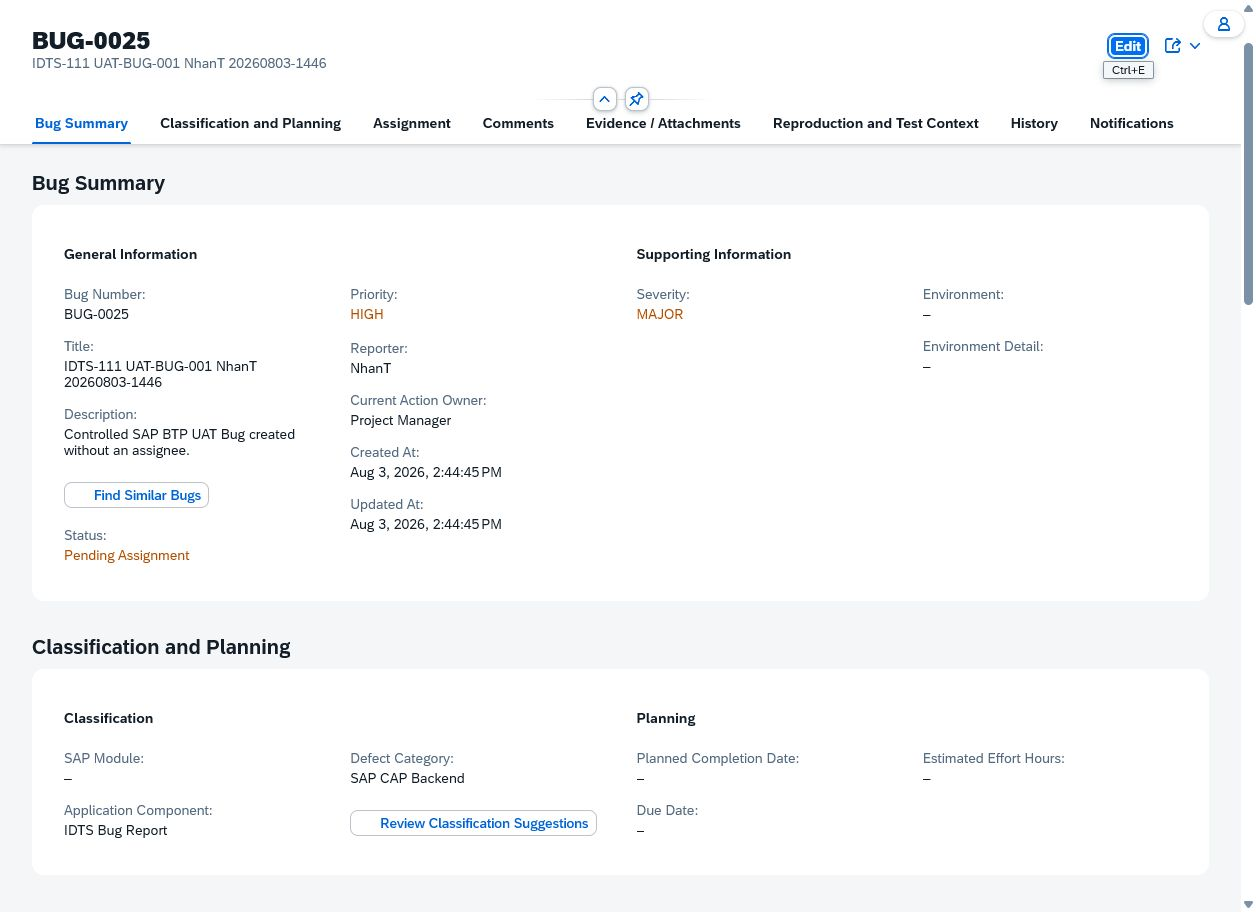 BUG-0025
IDTS-111 UAT-BUG-001 NhanT 20260803-1446
Edit
Ctrl+E
Bug Summary
Classification and Planning
Assignment
Comments
Evidence / Attachments
Reproduction and Test Context
History
Notifications
Bug Summary
General Information
Bug Number:
BUG-0025
Title:
IDTS-111 UAT-BUG-001 NhanT
20260803-1446
Description:
Controlled SAP BTP UAT Bug created
without an assignee.
Find Similar Bugs
Status:
Pending Assignment
Priority:
HIGH
Reporter:
NhanT
Current Action Owner:
Project Manager
Created At:
Aug 3, 2026, 2:44:45 PM
Updated At:
Aug 3, 2026, 2:44:45 PM
Supporting Information
Severity:
MAJOR
Environment:
–
Environment Detail:
–
Classification and Planning
Classification
SAP Module:
–
Application Component:
IDTS Bug Report
Defect Category:
SAP CAP Backend
Review Classification Suggestions
Planning
Planned Completion Date:
–
Due Date:
–
Estimated Effort Hours:
–